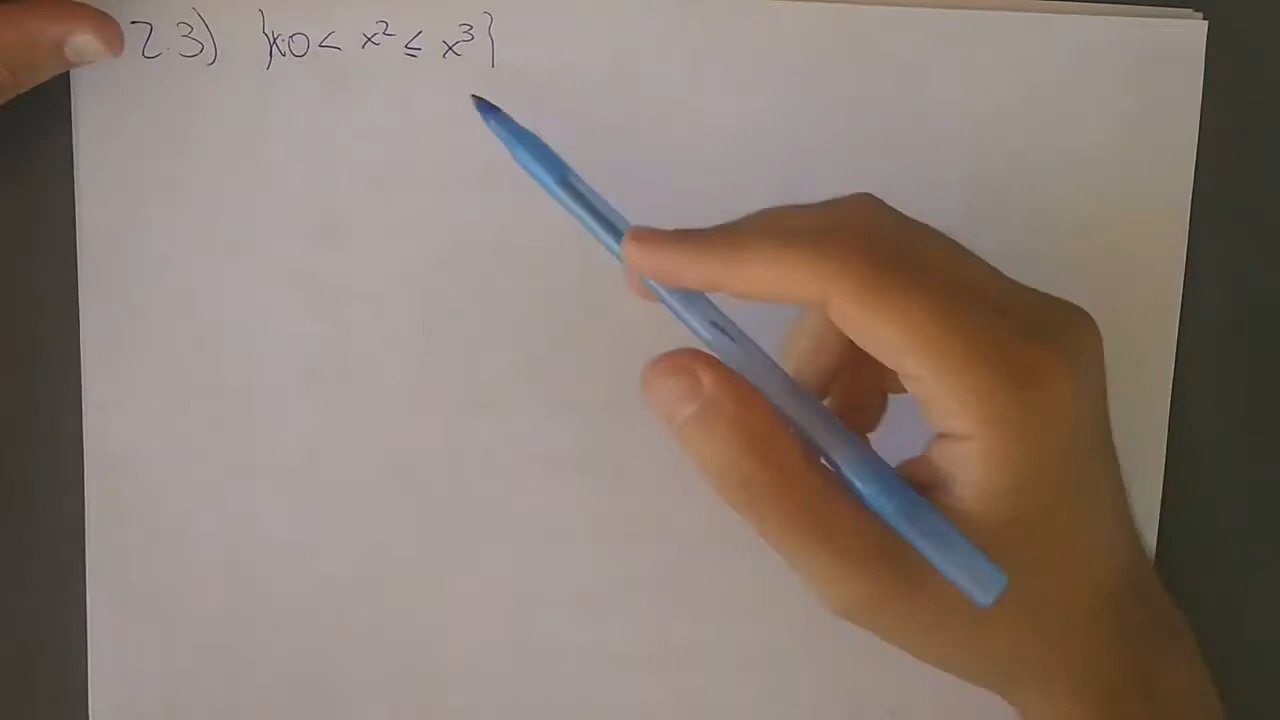 2.3) {x:0 < x² ≤ x³}